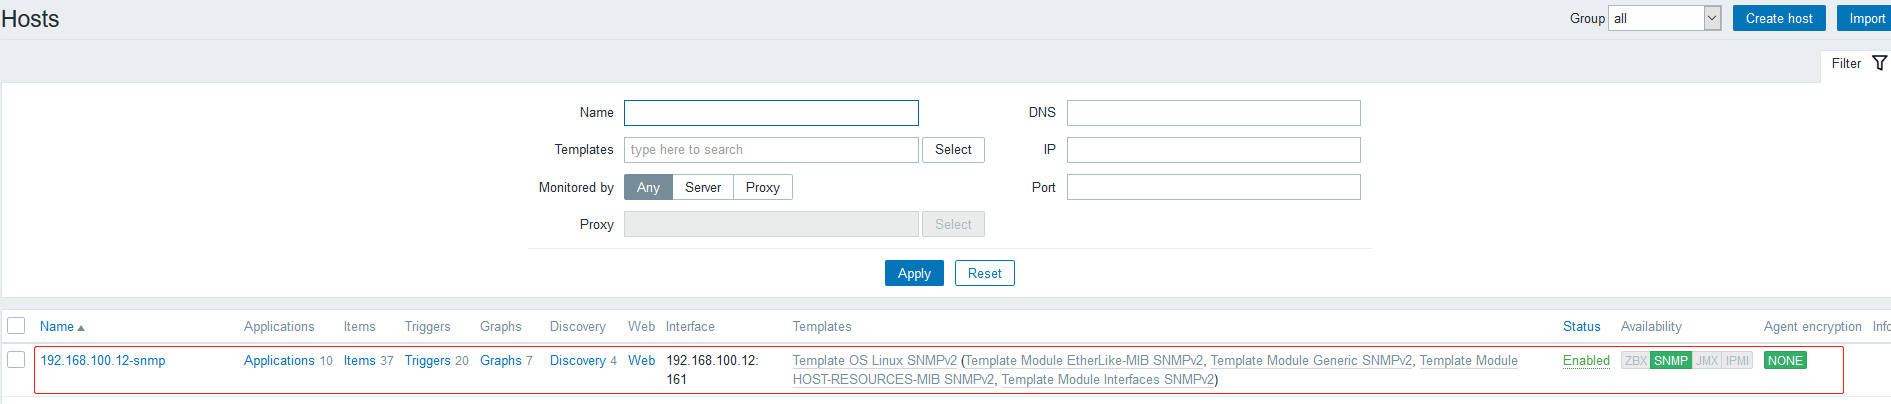 Hosts
Group all Create host Import
Filter
Name DNS
Templates type here to search Select IP
Monitored by Any Server Proxy Port
Proxy Select
Apply Reset
Name Applications Items Triggers Graphs Discovery Web Interface Templates Status Availability Agent encryption Info
192.168.100.12-snmp Applications 10 Items 37 Triggers 20 Graphs 7 Discovery 4 Web 192.168.100.12: Template OS Linux SNMPv2 (Template Module EtherLike-MIB SNMPv2, Template Module Generic SNMPv2, Template Module Enabled ZBX SNMP JMX IPMI NONE
161 HOST-RESOURCES-MIB SNMPv2, Template Module Interfaces SNMPv2)